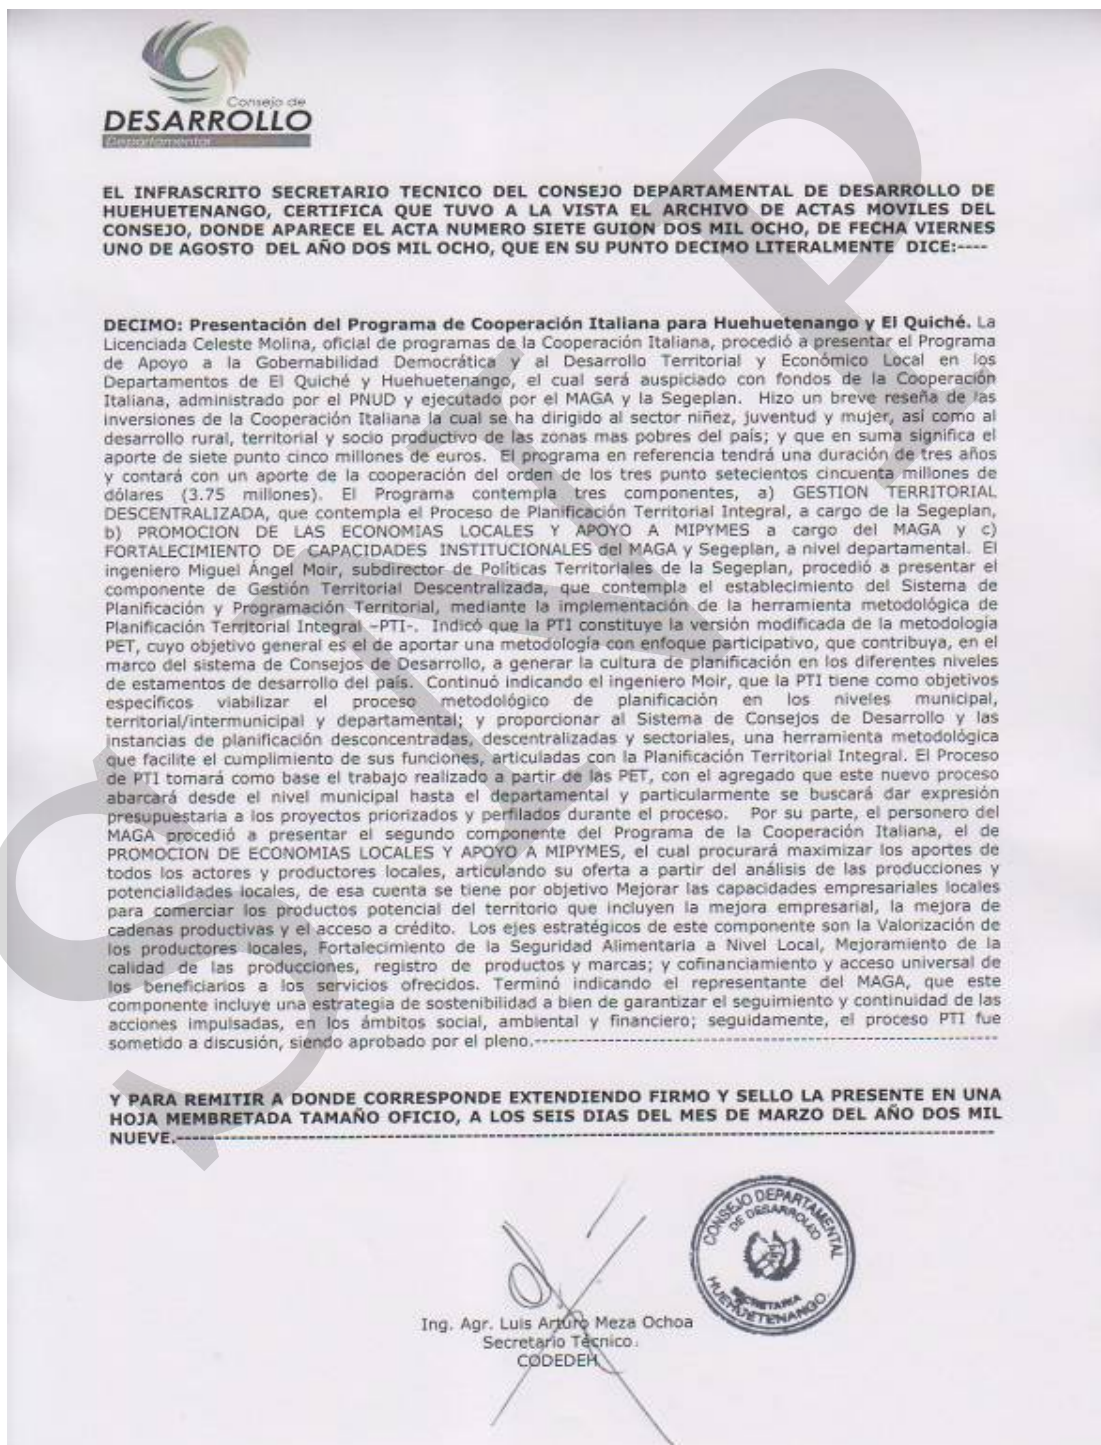 Consejo de
DESARROLLO
Departamental
EL INFRASCRITO SECRETARIO TECNICO DEL CONSEJO DEPARTAMENTAL DE DESARROLLO DE
HUEHUETENANGO, CERTIFICA QUE TUVO A LA VISTA EL ARCHIVO DE ACTAS MOVILES DEL
CONSEJO, DONDE APARECE EL ACTA NUMERO SIETE GUION DOS MIL OCHO, DE FECHA VIERNES
UNO DE AGOSTO DEL AÑO DOS MIL OCHO, QUE EN SU PUNTO DECIMO LITERALMENTE DICE:----
DECIMO: Presentación del Programa de Cooperación Italiana para Huehuetenango y El Quiché. La
Licenciada Celeste Molina, oficial de programas de la Cooperación Italiana, procedió a presentar el Programa
de Apoyo a la Gobernabilidad Democrática y al Desarrollo Territorial y Económico Local en los
Departamentos de El Quiché y Huehuetenango, el cual será auspiciado con fondos de la Cooperación
Italiana, administrado por el PNUD y ejecutado por el MAGA y la Segeplan. Hizo un breve reseña de las
inversiones de la Cooperación Italiana la cual se ha dirigido al sector niñez, juventud y mujer, así como al
desarrollo rural, territorial y socio productivo de las zonas mas pobres del país; y que en suma significa el
aporte de siete punto cinco millones de euros. El programa en referencia tendrá una duración de tres años
y contará con un aporte de la cooperación del orden de los tres punto setecientos cincuenta millones de
dólares (3.75 millones). El Programa contempla tres componentes, a) GESTION TERRITORIAL
DESCENTRALIZADA, que contempla el Proceso de Planificación Territorial Integral, a cargo de la Segeplan,
b) PROMOCION DE LAS ECONOMIAS LOCALES Y APOYO A MIPYMES a cargo del MAGA y c)
FORTALECIMIENTO DE CAPACIDADES INSTITUCIONALES del MAGA y Segeplan, a nivel departamental. El
ingeniero Miguel Ángel Moir, subdirector de Políticas Territoriales de la Segeplan, procedió a presentar el
componente de Gestión Territorial Descentralizada, que contempla el establecimiento del Sistema de
Planificación y Programación Territorial, mediante la implementación de la herramienta metodológica de
Planificación Territorial Integral –PTI-. Indicó que la PTI constituye la versión modificada de la metodología
PET, cuyo objetivo general es el de aportar una metodología con enfoque participativo, que contribuya, en el
marco del sistema de Consejos de Desarrollo, a generar la cultura de planificación en los diferentes niveles
de estamentos de desarrollo del país. Continuó indicando el ingeniero Moir, que la PTI tiene como objetivos
específicos viabilizar el proceso metodológico de planificación en los niveles municipal,
territorial/intermunicipal y departamental; y proporcionar al Sistema de Consejos de Desarrollo y las
instancias de planificación desconcentradas, descentralizadas y sectoriales, una herramienta metodológica
que facilite el cumplimiento de sus funciones, articuladas con la Planificación Territorial Integral. El Proceso
de PTI tomará como base el trabajo realizado a partir de las PET, con el agregado que este nuevo proceso
abarcará desde el nivel municipal hasta el departamental y particularmente se buscará dar expresión
presupuestaria a los proyectos priorizados y perfilados durante el proceso. Por su parte, el personero del
MAGA procedió a presentar el segundo componente del Programa de la Cooperación Italiana, el de
PROMOCION DE ECONOMIAS LOCALES Y APOYO A MIPYMES, el cual procurará maximizar los aportes de
todos los actores y productores locales, articulando su oferta a partir del análisis de las producciones y
potencialidades locales, de esa cuenta se tiene por objetivo Mejorar las capacidades empresariales locales
para comerciar los productos potencial del territorio que incluyen la mejora empresarial, la mejora de
cadenas productivas y el acceso a crédito. Los ejes estratégicos de este componente son la Valorización de
los productores locales, Fortalecimiento de la Seguridad Alimentaria a Nivel Local, Mejoramiento de la
calidad de las producciones, registro de productos y marcas; y cofinanciamiento y acceso universal de
los beneficiarios a los servicios ofrecidos. Terminó indicando el representante del MAGA, que este
componente incluye una estrategia de sostenibilidad a bien de garantizar el seguimiento y continuidad de las
acciones impulsadas, en los ámbitos social, ambiental y financiero; seguidamente, el proceso PTI fue
sometido a discusión, siendo aprobado por el pleno.----------------------------------------------------------------
Y PARA REMITIR A DONDE CORRESPONDE EXTENDIENDO FIRMO Y SELLO LA PRESENTE EN UNA
HOJA MEMBRETADA TAMAÑO OFICIO, A LOS SEIS DIAS DEL MES DE MARZO DEL AÑO DOS MIL
NUEVE.------------------------------------------------------------------------------------------------
CONSEJO DEPARTAMENTAL
DE DESARROLLO
SECRETARIA
HUEHUETENANGO.
Ing. Agr. Luis Arturo Meza Ochoa
Secretario Técnico.
CODEDEH
SNIP